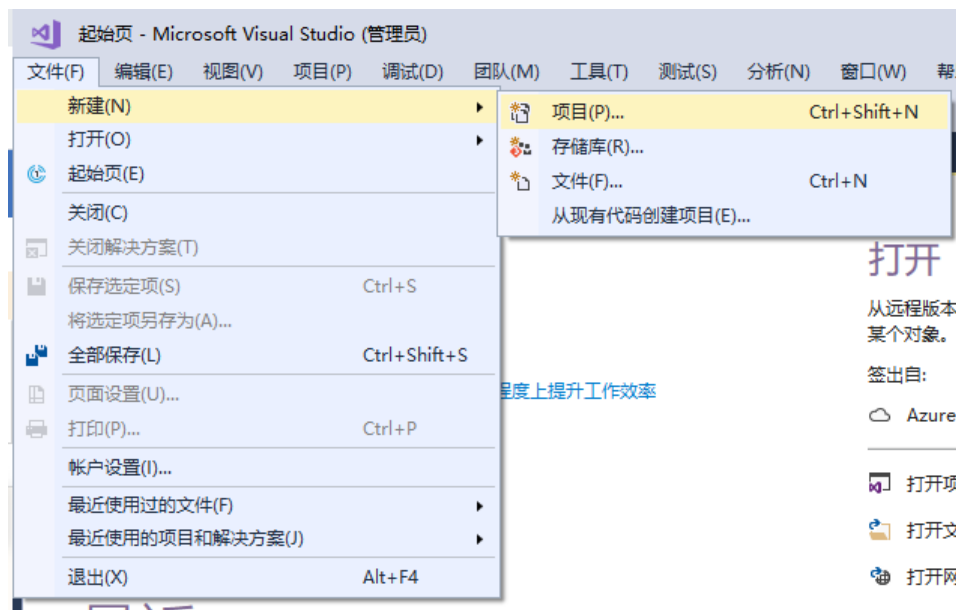 起始页 - Microsoft Visual Studio (管理员)
文件(F) 编辑(E) 视图(V) 项目(P) 调试(D) 团队(M) 工具(T) 测试(S) 分析(N) 窗口(W)
新建(N)
打开(O)
起始页(E)
关闭(C)
关闭解决方案(T)
保存选定项(S) Ctrl+S
将选定项另存为(A)...
全部保存(L) Ctrl+Shift+S
页面设置(U)...
打印(P)... Ctrl+P
帐户设置(I)...
最近使用过的文件(F)
最近使用的项目和解决方案(J)
退出(X) Alt+F4
项目(P)... Ctrl+Shift+N
存储库(R)...
文件(F)... Ctrl+N
从现有代码创建项目(E)...
程度上提升工作效率
打开
从远程版本
某个对象。
签出自:
Azure
打开项
打开文
打开网